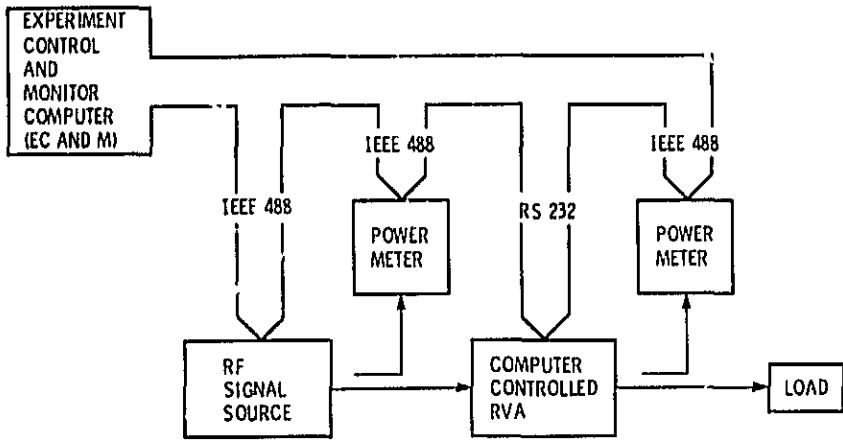 EXPERIMENT
CONTROL
AND
MONITOR
COMPUTER
(EC AND M)
IEEE 488
IEEE 488
IEEE 488
RS 232
POWER
METER
POWER
METER
RF
SIGNAL
SOURCE
COMPUTER
CONTROLLED
RVA
LOAD